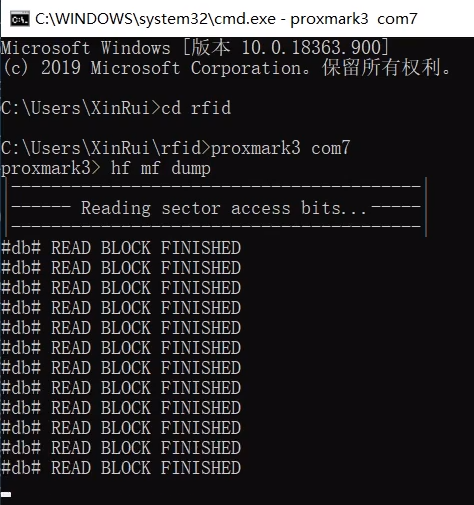 C:\WINDOWS\system32\cmd.exe - proxmark3 com7
Microsoft Windows [版本 10.0.18363.900]
(c) 2019 Microsoft Corporation。保留所有权利。
C:\Users\XinRui>cd rfid
C:\Users\XinRui\rfid>proxmark3 com7
proxmark3> hf mf dump
|-----------------------------------------|
|------ Reading sector access bits...-----|
|-----------------------------------------|
#db# READ BLOCK FINISHED
#db# READ BLOCK FINISHED
#db# READ BLOCK FINISHED
#db# READ BLOCK FINISHED
#db# READ BLOCK FINISHED
#db# READ BLOCK FINISHED
#db# READ BLOCK FINISHED
#db# READ BLOCK FINISHED
#db# READ BLOCK FINISHED
#db# READ BLOCK FINISHED
#db# READ BLOCK FINISHED
#db# READ BLOCK FINISHED